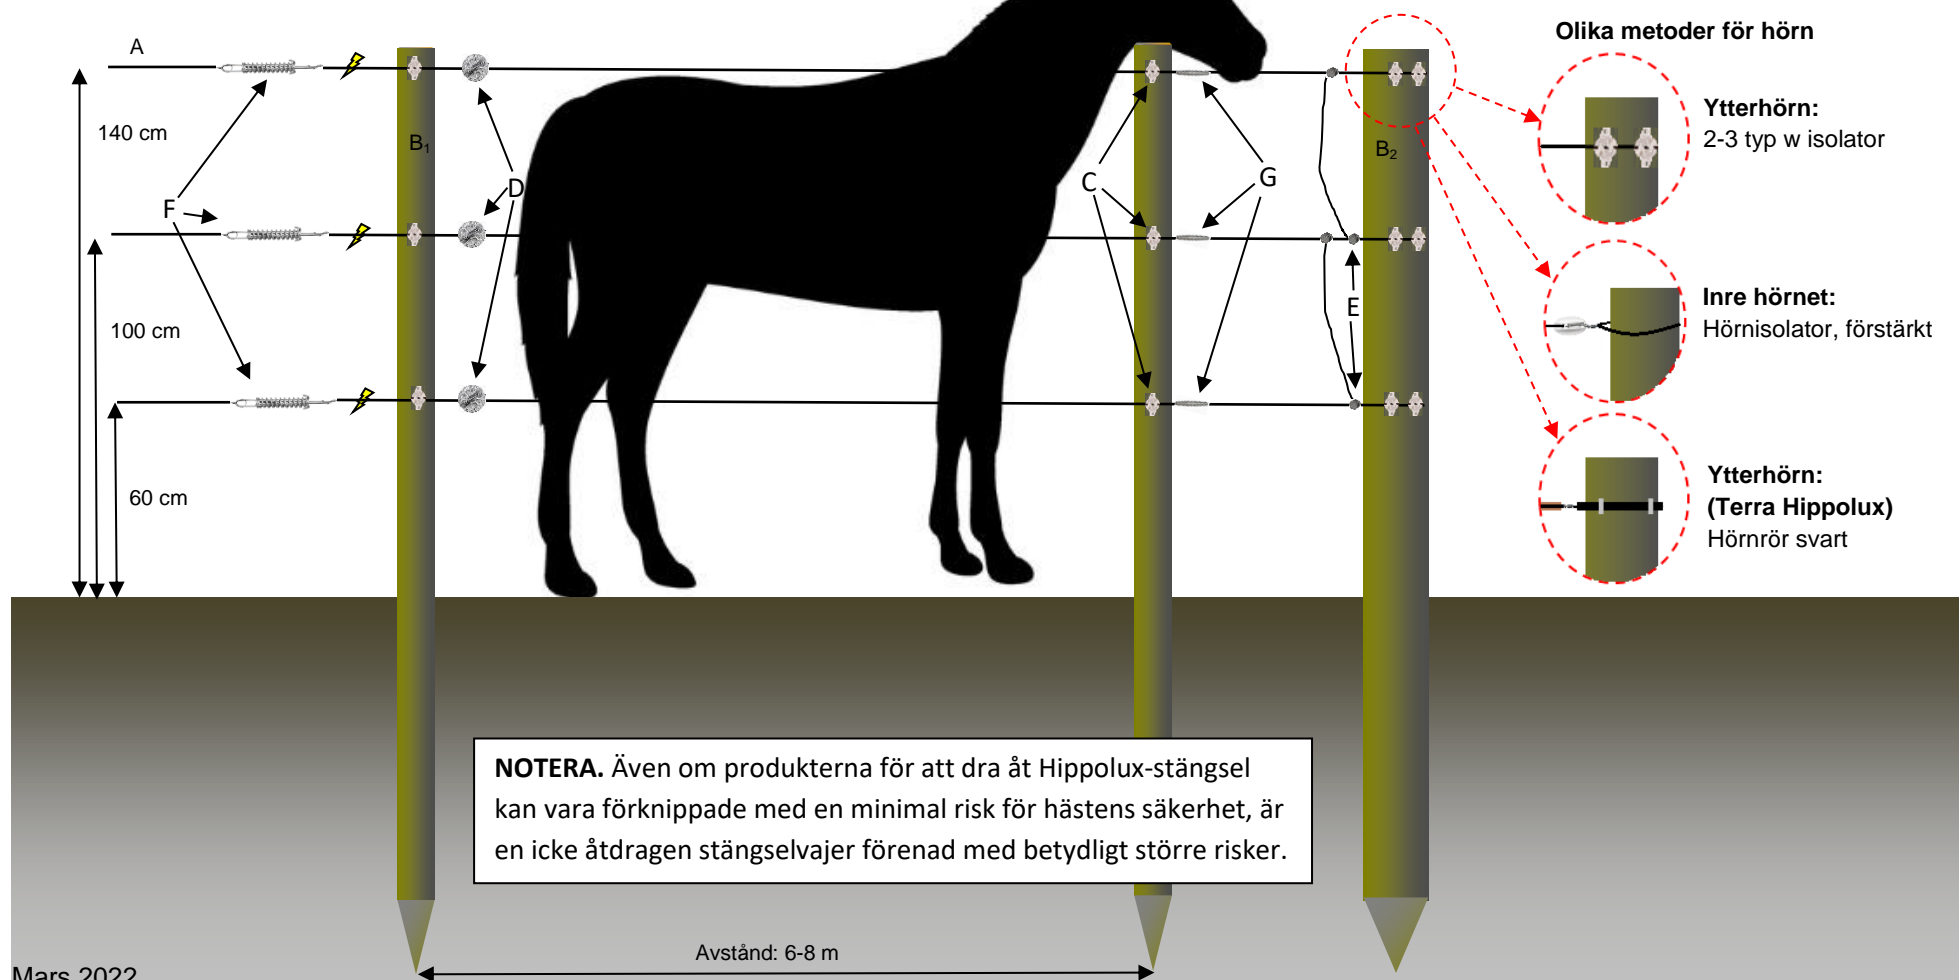 Olika metoder för hörn
A
Ytterhörn:
2-3 typ w isolator
140 cm
B₁
B₂
C
G
D
F
Inre hörnet:
Hörnisolator, förstärkt
E
100 cm
60 cm
Ytterhörn:
(Terra Hippolux)
Hörnrör svart
NOTERA. Även om produkterna för att dra åt Hippolux-stängsel
kan vara förknippade med en minimal risk för hästens säkerhet, är
en icke åtdragen stängselvajer förenad med betydligt större risker.
Avstånd: 6-8 m
Mars 2022